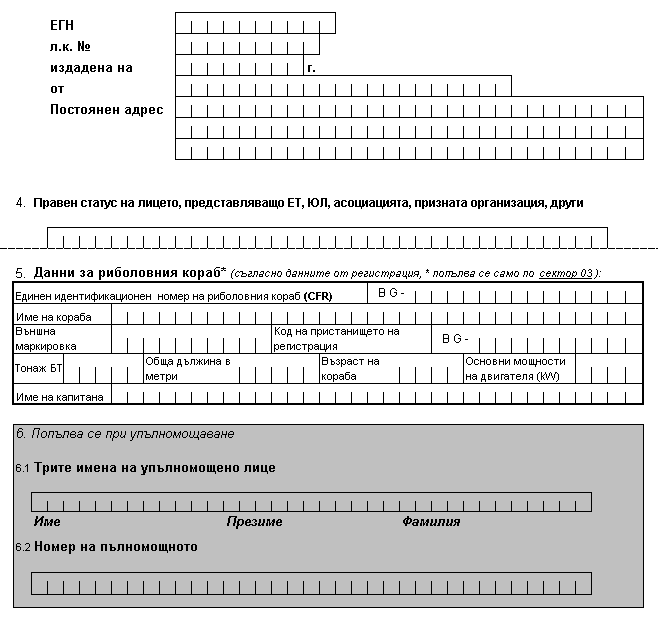 ЕГН
л.к. №
издадена на г.
от
Постоянен адрес
4. Правен статус на лицето, представляващо ЕТ, ЮЛ, асоциацията, призната организация, други
5. Данни за риболовния кораб* (съгласно данните от регистрация, * попълва се само по сектор 03):
Единен идентификационен номер на риболовния кораб (CFR) B G -
Име на кораба
Външна маркировка Код на пристанището на регистрация B G -
Тонаж БТ Обща дължина в метри Възраст на кораба Основни мощности на двигателя (kW)
Име на капитана
6. Попълва се при упълномощаване
6.1 Трите имена на упълномощено лице
Име Презиме Фамилия
6.2 Номер на пълномощното